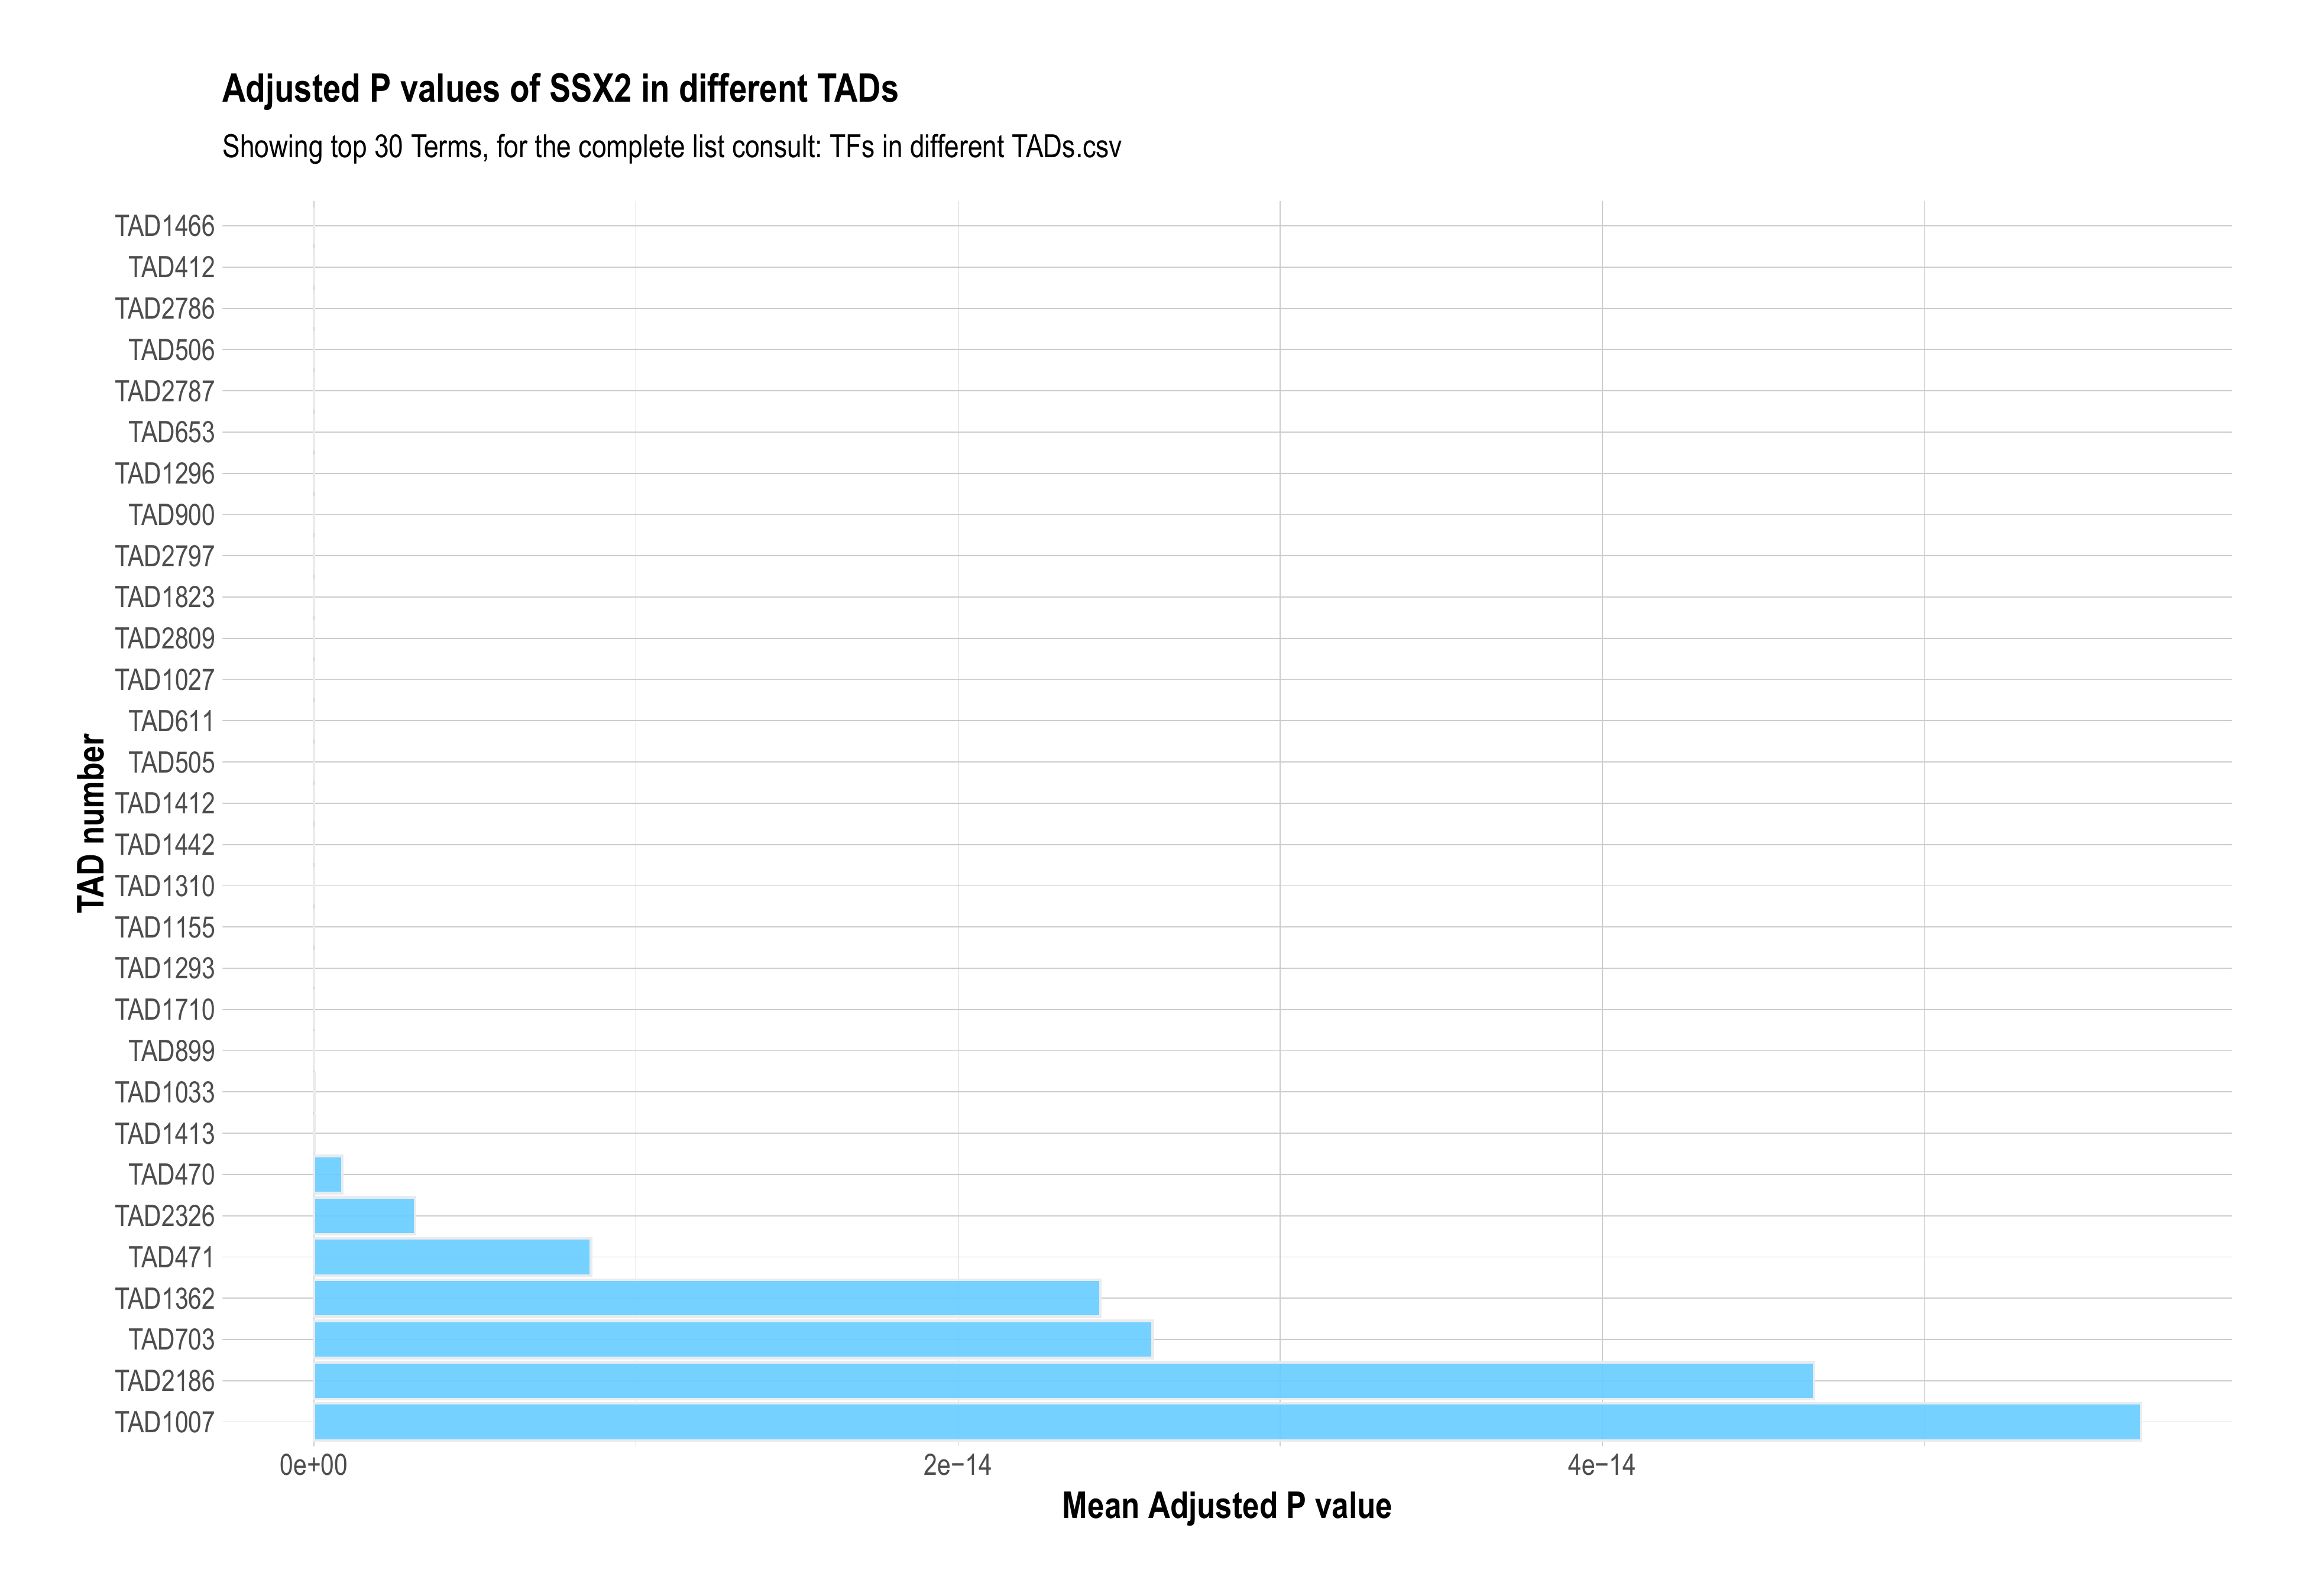 Adjusted P values of SSX2 in different TADs
Showing top 30 Terms, for the complete list consult: TFs in different TADs.csv
TAD number
TAD1466
TAD412
TAD2786
TAD506
TAD2787
TAD653
TAD1296
TAD900
TAD2797
TAD1823
TAD2809
TAD1027
TAD611
TAD505
TAD1412
TAD1442
TAD1310
TAD1155
TAD1293
TAD1710
TAD899
TAD1033
TAD1413
TAD470
TAD2326
TAD471
TAD1362
TAD703
TAD2186
TAD1007
0e+00 2e−14 4e−14
Mean Adjusted P value